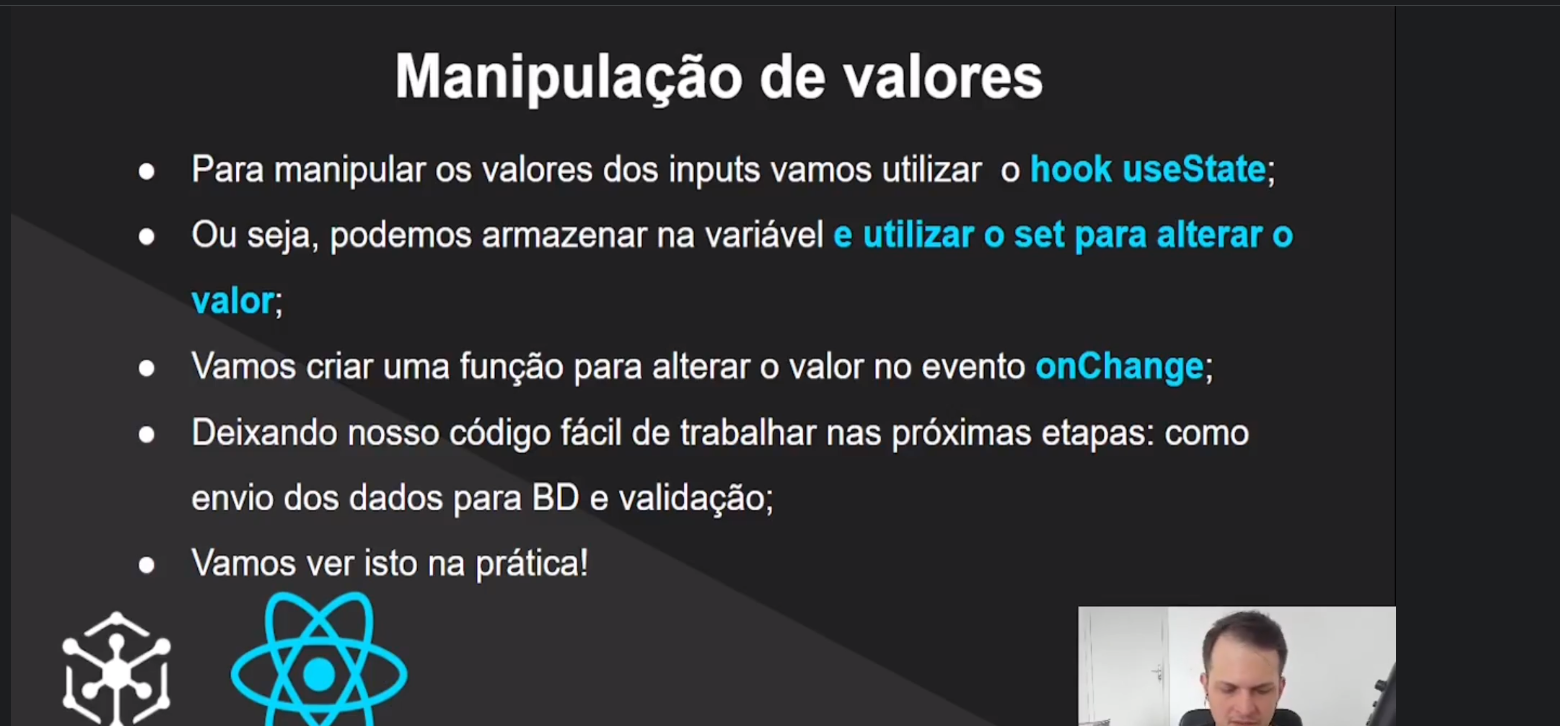 Manipulação de valores
● Para manipular os valores dos inputs vamos utilizar o hook useState;
● Ou seja, podemos armazenar na variável e utilizar o set para alterar o
valor;
● Vamos criar uma função para alterar o valor no evento onChange;
● Deixando nosso código fácil de trabalhar nas próximas etapas: como
envio dos dados para BD e validação;
● Vamos ver isto na prática!